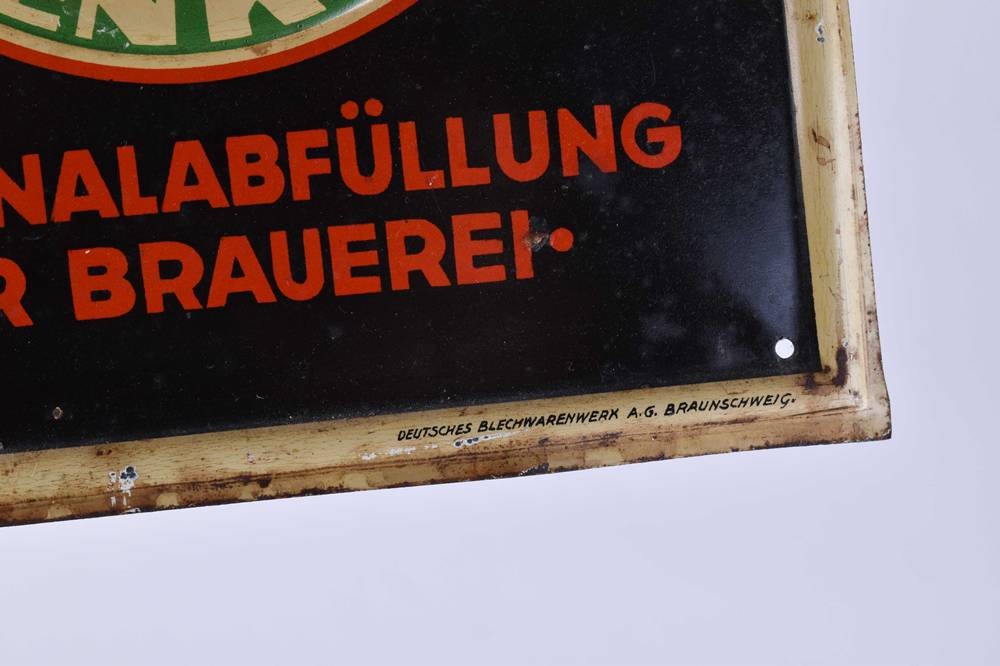 NALABFÜLLUNG
R BRAUEREI·
DEUTSCHES BLECHWARENWERK A.G. BRAUNSCHWEIG.